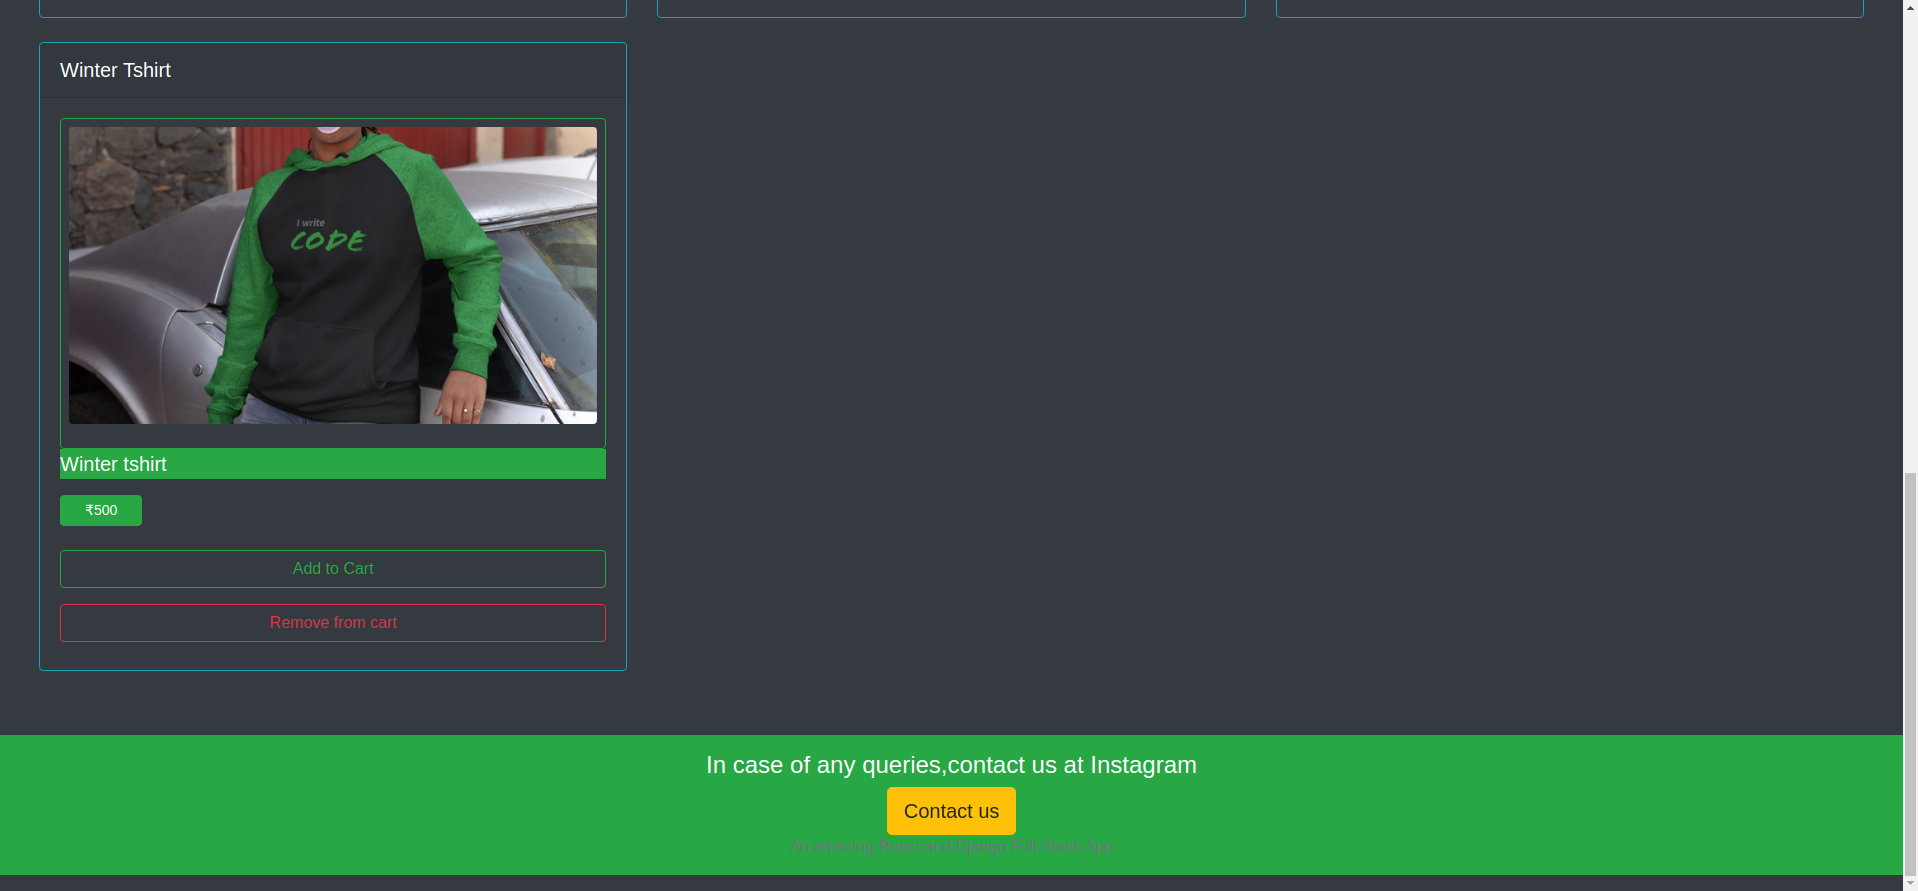 Winter Tshirt
I write
CODE
Winter tshirt
₹500
Add to Cart
Remove from cart
In case of any queries,contact us at Instagram
Contact us
An amazing React and Django Full Stack App